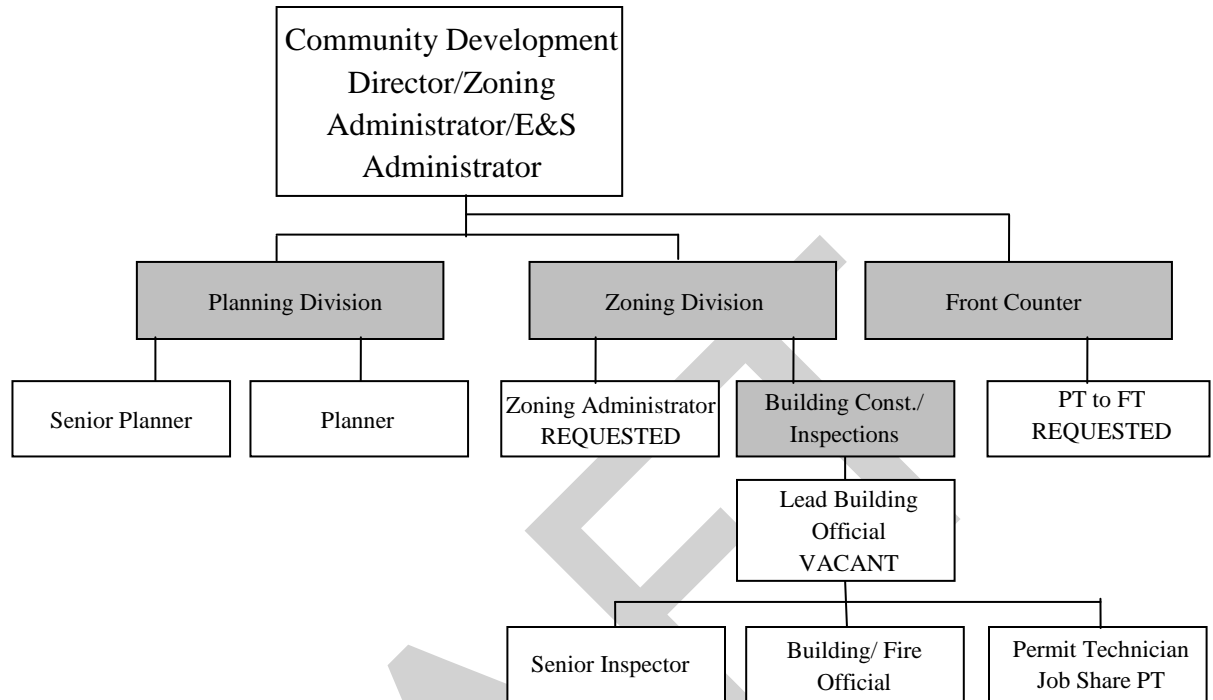 Community Development
Director/Zoning
Administrator/E&S
Administrator
Planning Division
Zoning Division
Front Counter
Senior Planner
Planner
Zoning Administrator
REQUESTED
Building Const./
Inspections
PT to FT
REQUESTED
Lead Building
Official
VACANT
Senior Inspector
Building/ Fire
Official
Permit Technician
Job Share PT